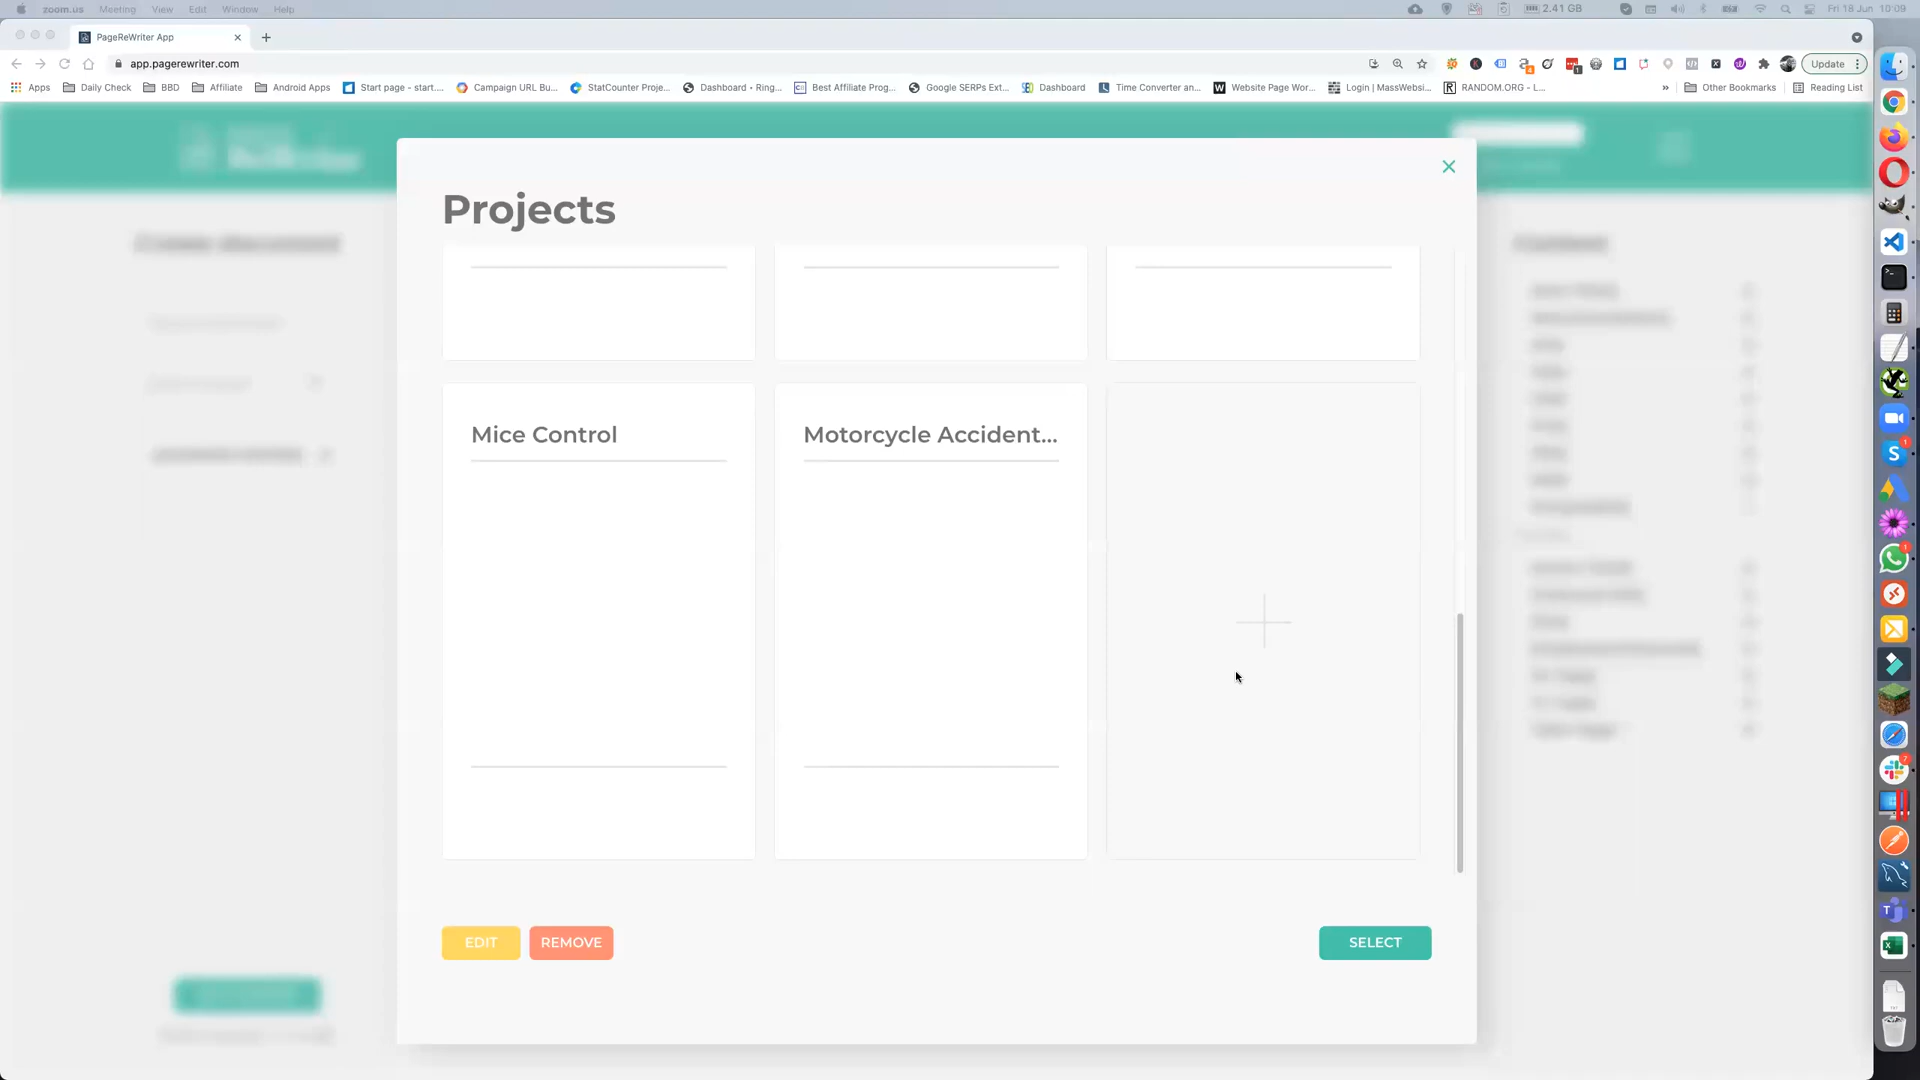 zoom.us Meeting View Edit Window Help 2.41 GB Fri 18 Jun 10:09
PageReWriter App
app.pagerewriter.com Update
Apps Daily Check BBD Affiliate Android Apps Start page - start.... Campaign URL Bu... StatCounter Proje... Dashboard • Ring... Best Affiliate Prog... Google SERPs Ext... Dashboard Time Converter an... Website Page Wor... Login | MassWebsi... RANDOM.ORG - L... » Other Bookmarks Reading List
Projects
Mice Control
Motorcycle Accident...
EDIT
REMOVE
SELECT